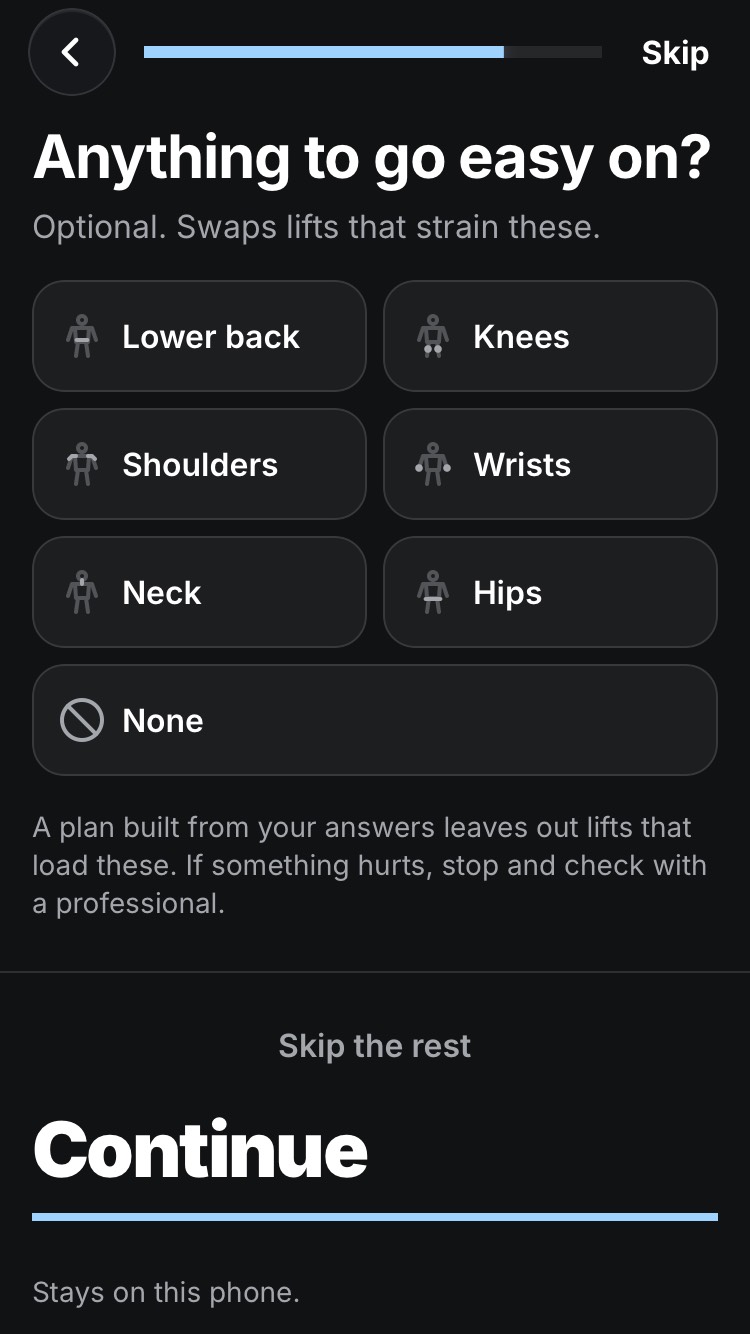 Skip
Anything to go easy on?
Optional. Swaps lifts that strain these.
Lower back
Knees
Shoulders
Wrists
Neck
Hips
None
A plan built from your answers leaves out lifts that
load these. If something hurts, stop and check with
a professional.
Skip the rest
Continue
Stays on this phone.